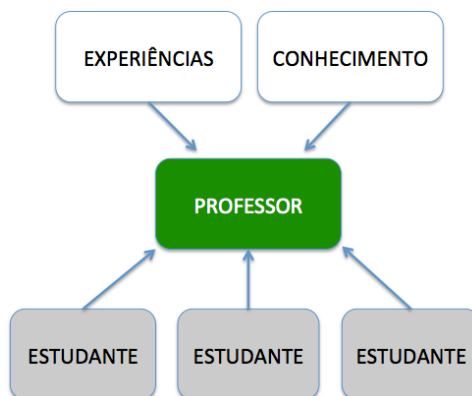 EXPERIÊNCIAS
CONHECIMENTO
PROFESSOR
ESTUDANTE
ESTUDANTE
ESTUDANTE